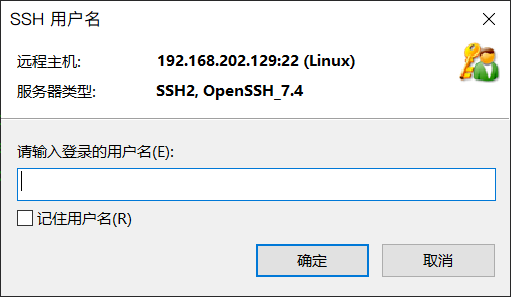 SSH 用户名
远程主机: 192.168.202.129:22 (Linux)
服务器类型: SSH2, OpenSSH_7.4
请输入登录的用户名(E):
记住用户名(R)
确定 取消